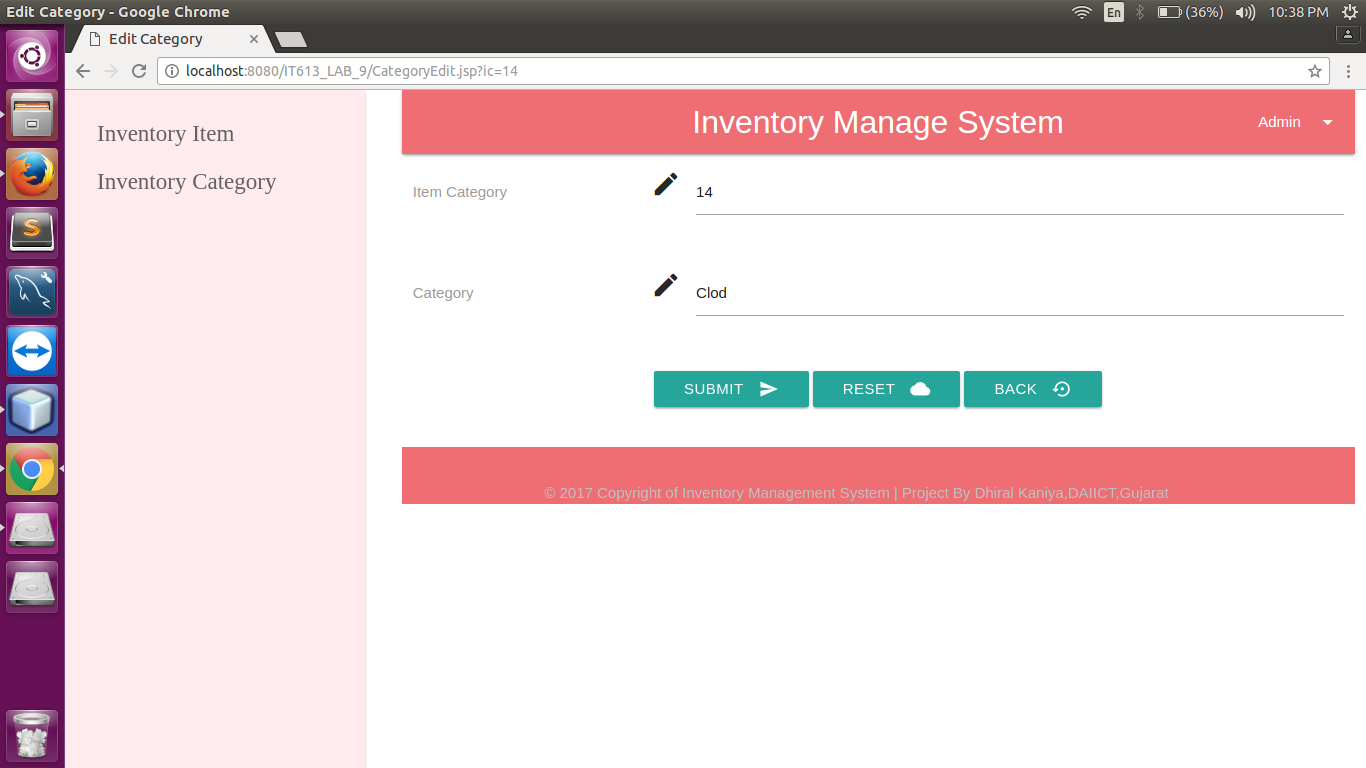 Edit Category - Google Chrome
En
(36%)
10:38 PM
Edit Category
localhost:8080/IT613_LAB_9/CategoryEdit.jsp?ic=14
Inventory Item
Inventory Category
Inventory Manage System
Admin
Item Category
14
Category
Clod
SUBMIT
RESET
BACK
© 2017 Copyright of Inventory Management System | Project By Dhiral Kaniya,DAIICT,Gujarat